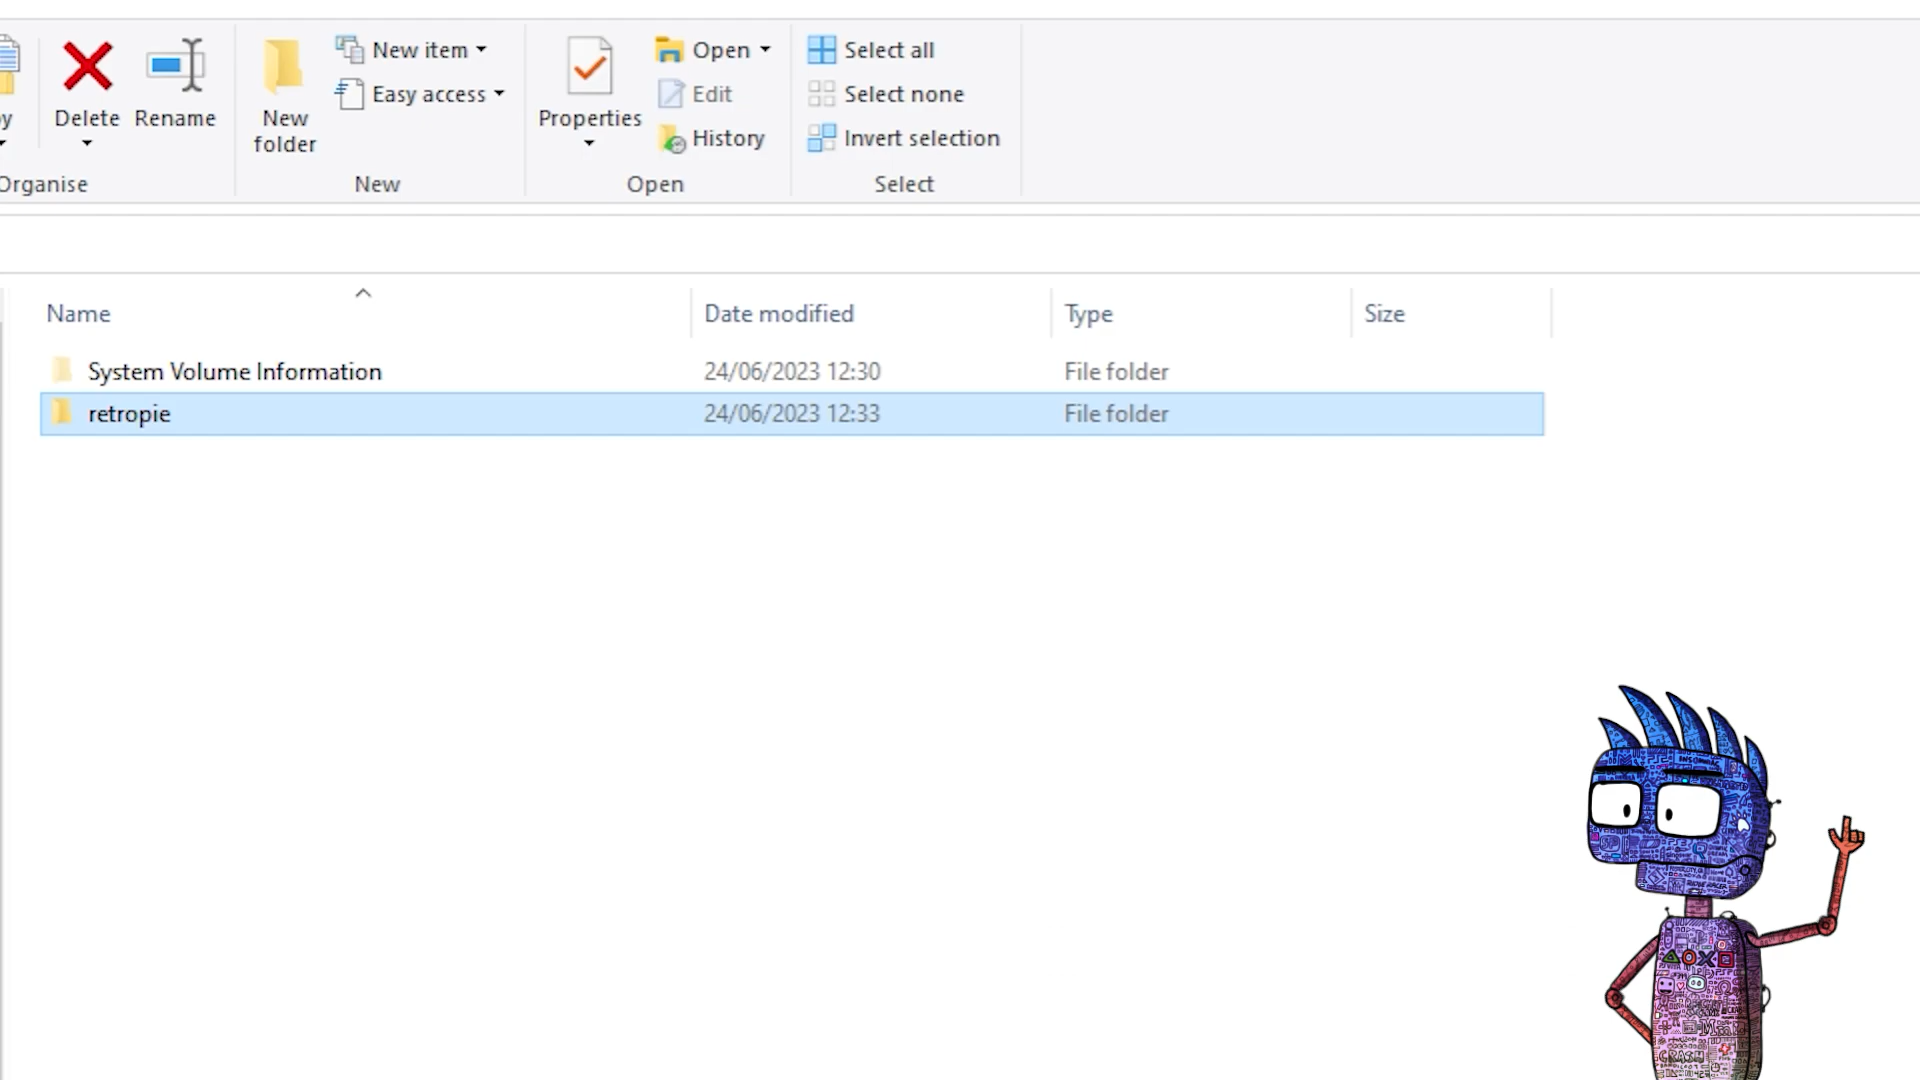 New item
Open
Select all
Easy access
Edit
Select none
Delete
Rename
New
folder
Properties
History
Invert selection
Organise
New
Open
Select
Name
Date modified
Type
Size
System Volume Information
24/06/2023 12:30
File folder
retropie
24/06/2023 12:33
File folder
INSOMNIAC
CRASH